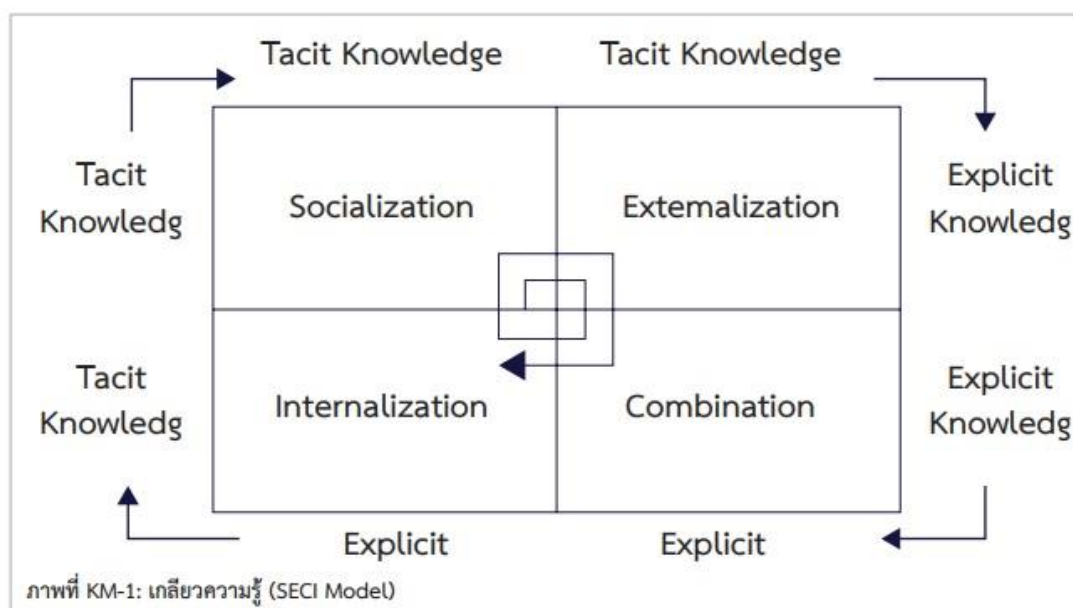 Tacit Knowledge Tacit Knowledge
Tacit
Knowledg
Socialization
Extemalization
Explicit
Knowledg
Tacit
Knowledg
Internalization
Combination
Explicit
Knowledg
Explicit
Explicit
ภาพที่ KM-1: เกลียวความรู้ (SECI Model)